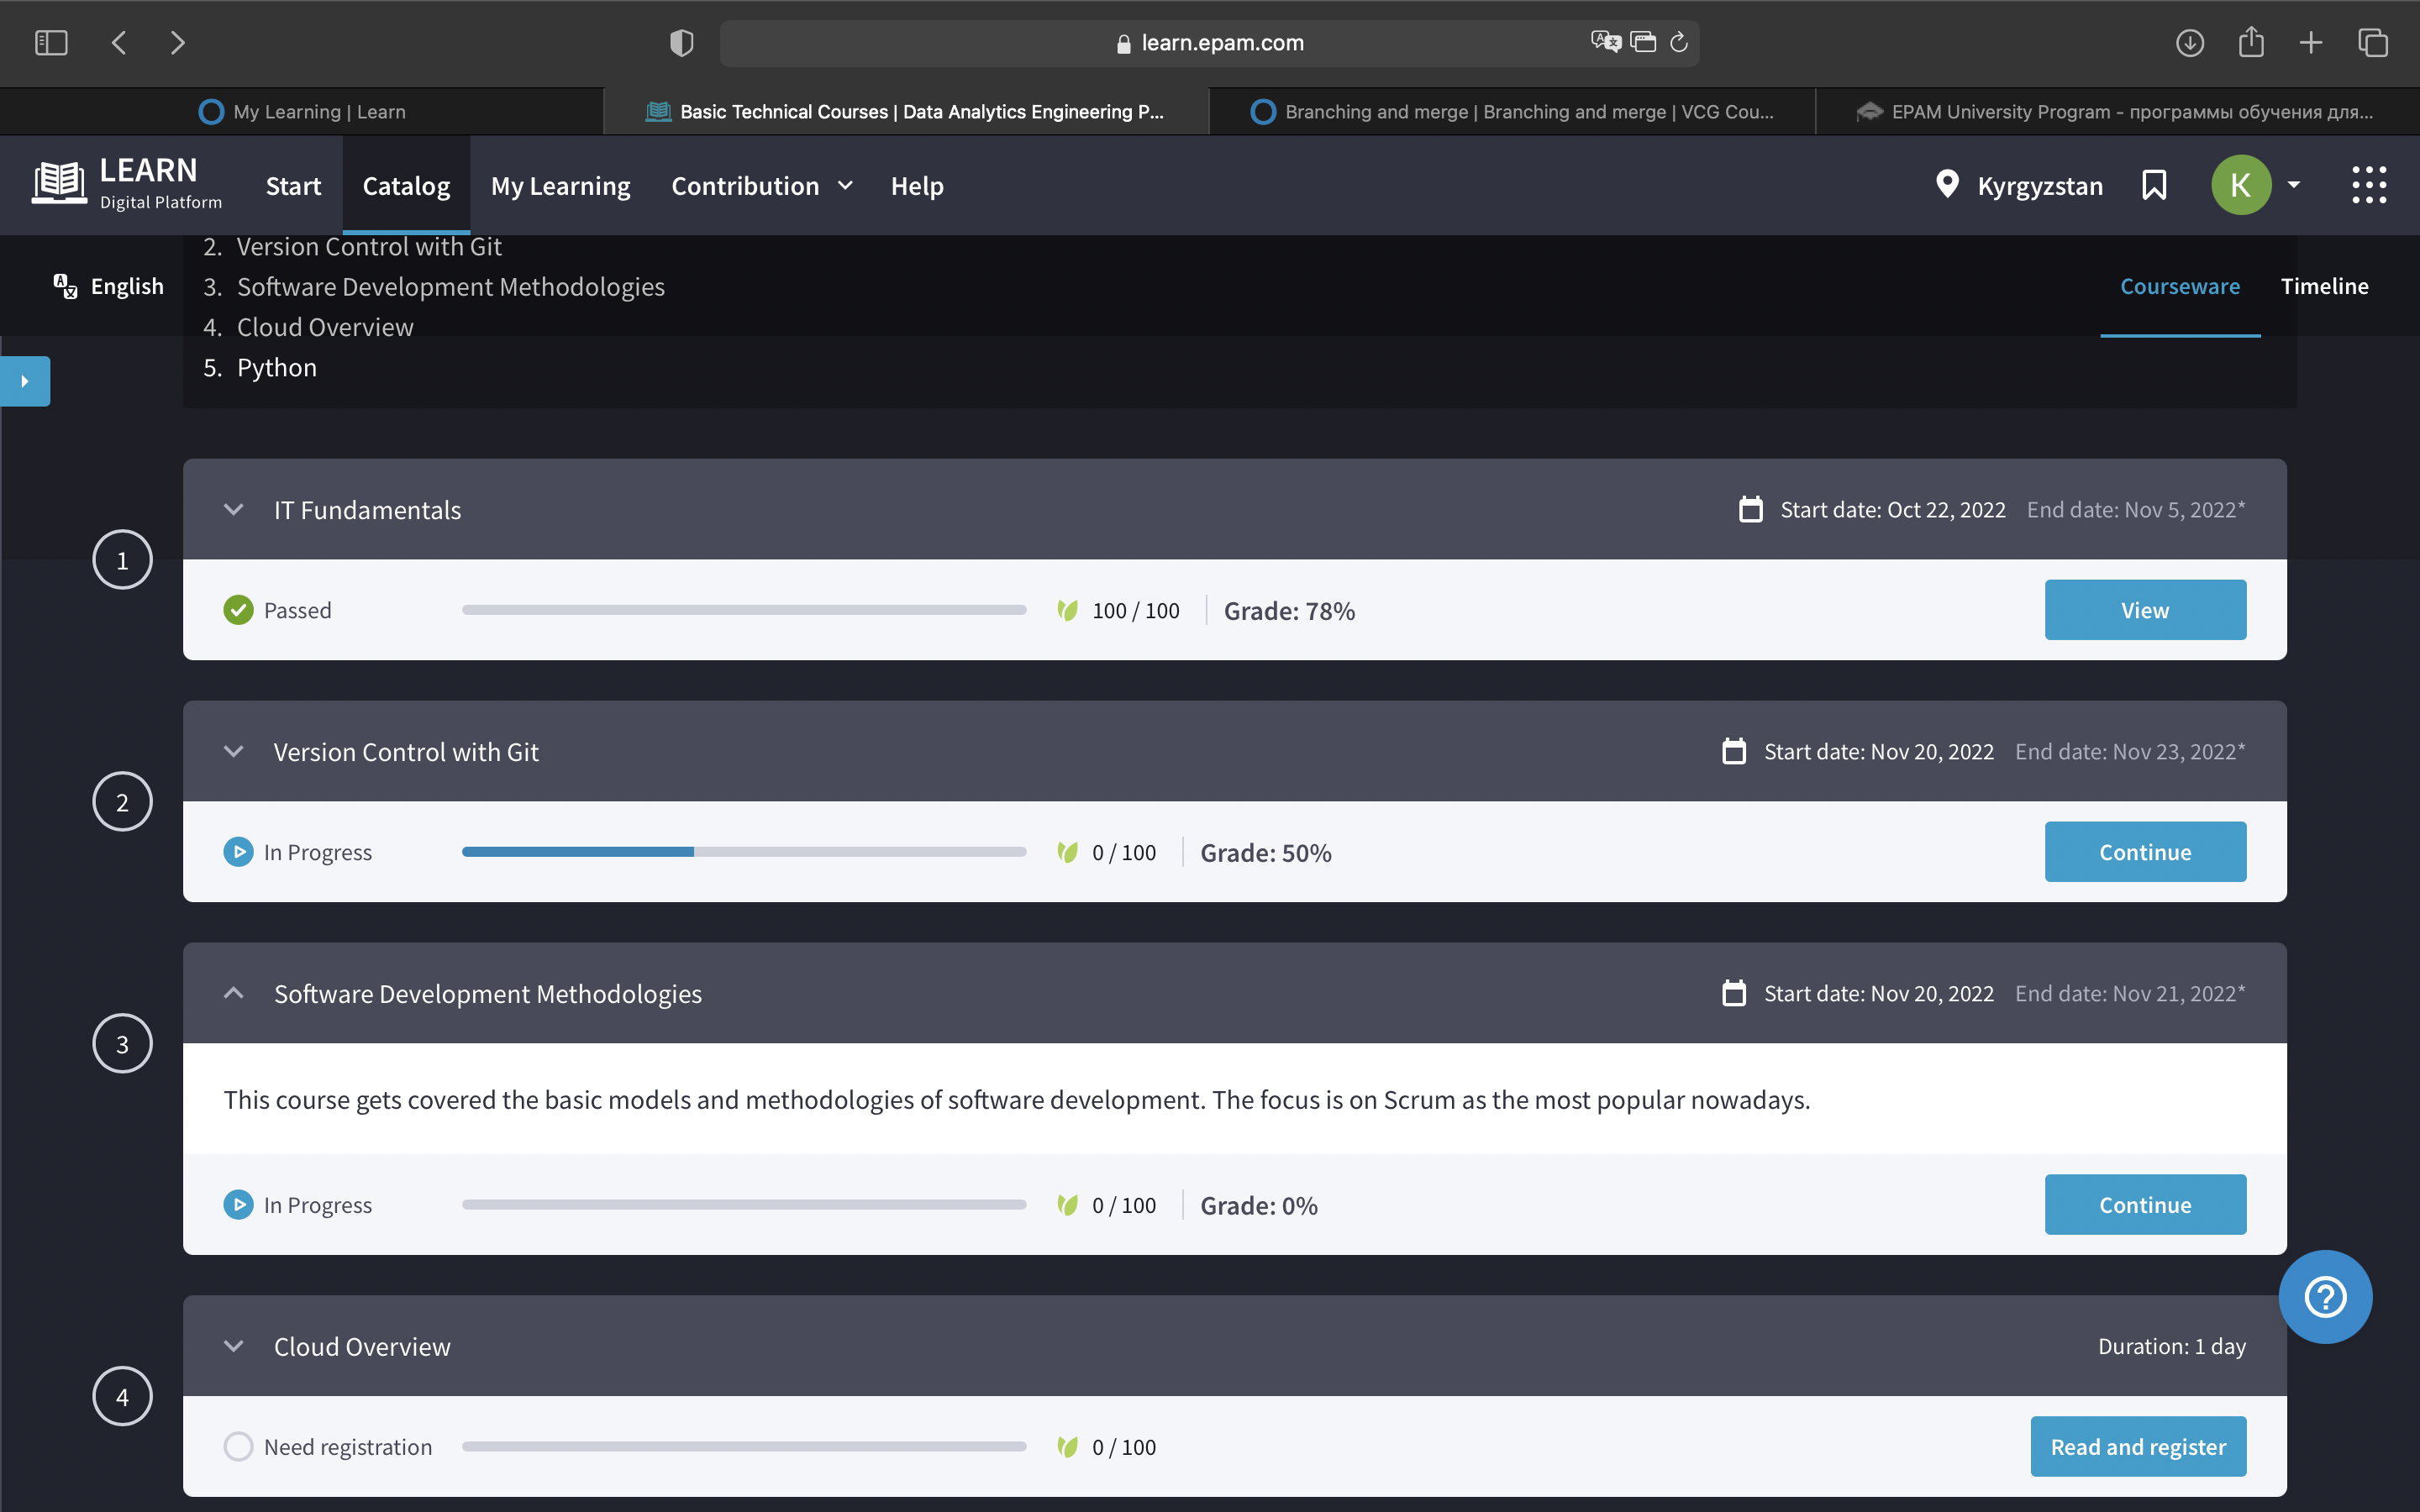 learn.epam.com
My Learning | Learn
Basic Technical Courses | Data Analytics Engineering P...
Branching and merge | Branching and merge | VCG Cou...
EPAM University Program - программы обучения для...
LEARN
Digital Platform
Start
Catalog
My Learning
Contribution
Help
Kyrgyzstan
K
English
2. Version Control with Git
3. Software Development Methodologies
4. Cloud Overview
5. Python
Courseware
Timeline
1
IT Fundamentals
Start date: Oct 22, 2022 End date: Nov 5, 2022*
Passed
100 / 100
Grade: 78%
View
2
Version Control with Git
Start date: Nov 20, 2022 End date: Nov 23, 2022*
In Progress
0 / 100
Grade: 50%
Continue
3
Software Development Methodologies
Start date: Nov 20, 2022 End date: Nov 21, 2022*
This course gets covered the basic models and methodologies of software development. The focus is on Scrum as the most popular nowadays.
In Progress
0 / 100
Grade: 0%
Continue
4
Cloud Overview
Duration: 1 day
Need registration
0 / 100
Read and register
?